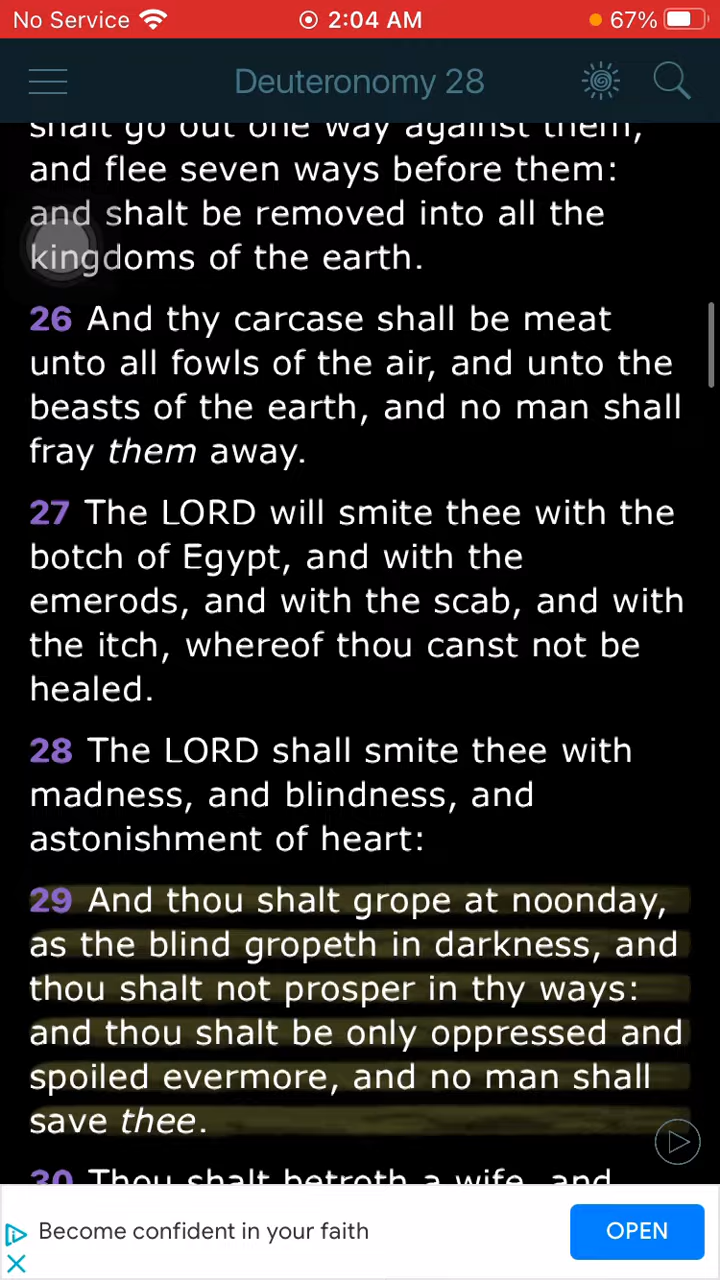 No Service 2:04 AM 67%
Deuteronomy 28
shalt go out one way against them,
and flee seven ways before them:
and shalt be removed into all the
kingdoms of the earth.
26 And thy carcase shall be meat
unto all fowls of the air, and unto the
beasts of the earth, and no man shall
fray them away.
27 The LORD will smite thee with the
botch of Egypt, and with the
emerods, and with the scab, and with
the itch, whereof thou canst not be
healed.
28 The LORD shall smite thee with
madness, and blindness, and
astonishment of heart:
29 And thou shalt grope at noonday,
as the blind gropeth in darkness, and
thou shalt not prosper in thy ways:
and thou shalt be only oppressed and
spoiled evermore, and no man shall
save thee.
30 Thou shalt betroth a wife, and
Become confident in your faith
OPEN